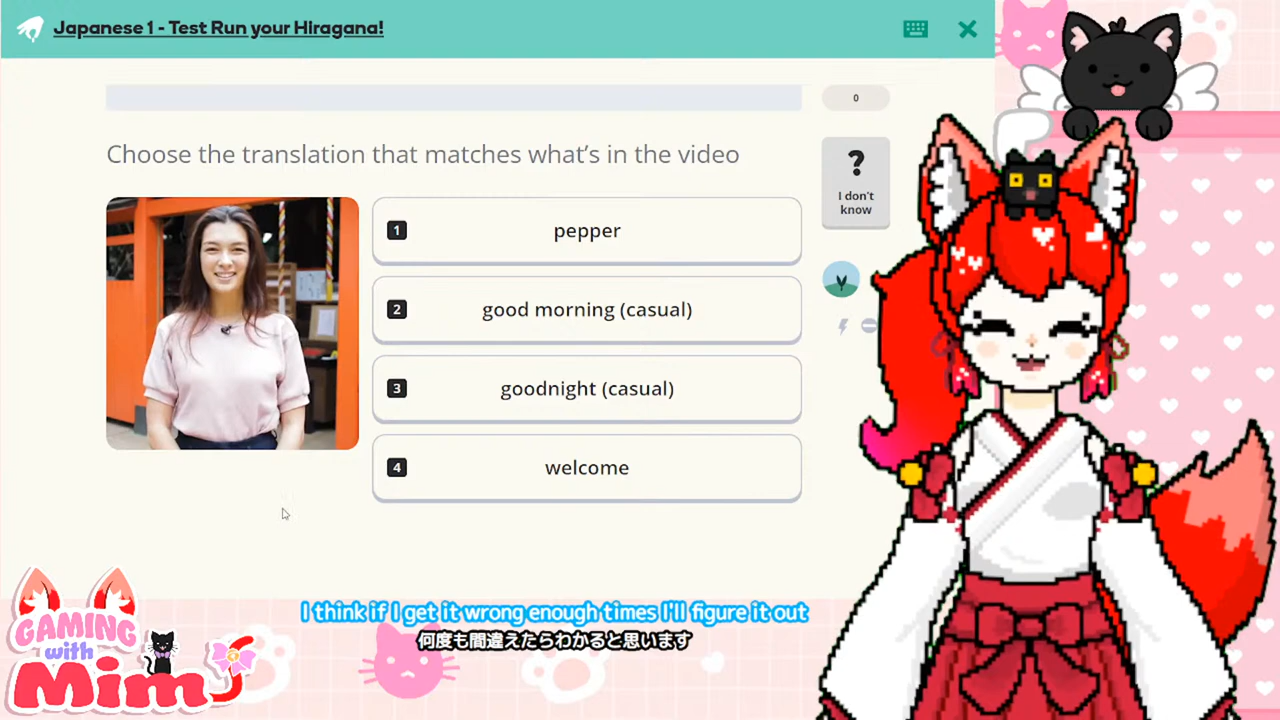 Japanese 1 - Test Run your Hiragana!
0
Choose the translation that matches what's in the video
?
I don't
know
1 pepper
2 good morning (casual)
3 goodnight (casual)
4 welcome
I think if I get it wrong enough times I'll figure it out
何度も間違えたらわかると思います
GAMING
with
Mim